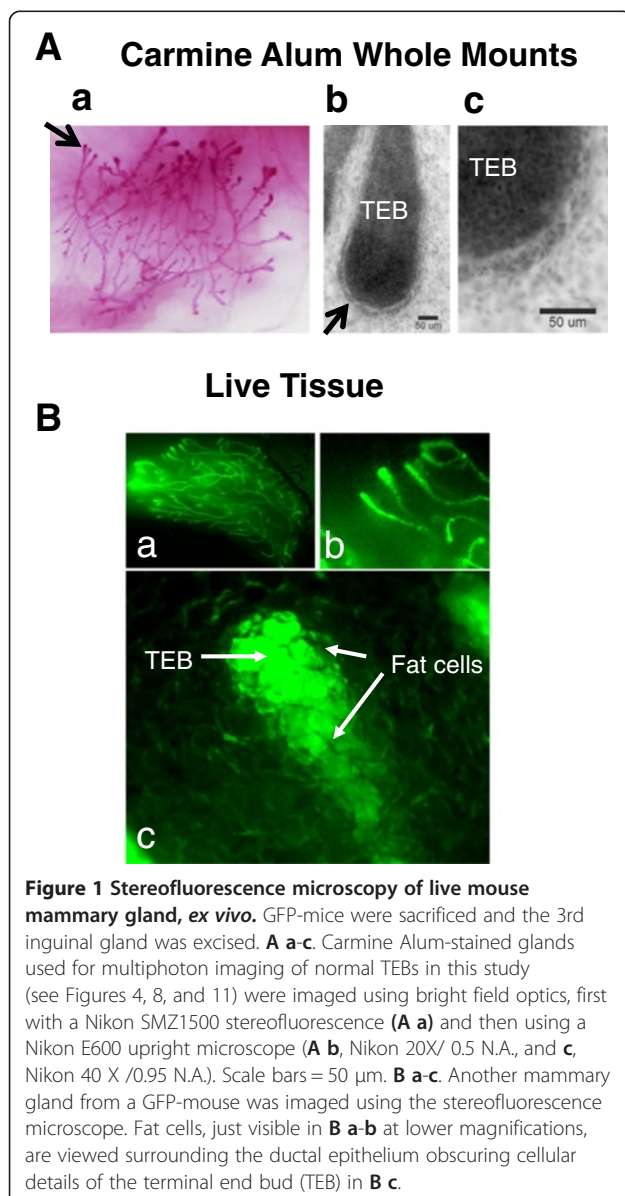 A Carmine Alum Whole Mounts
a b c
TEB
TEB
50 um
50 um
Live Tissue
B
a b
TEB
Fat cells
c
Figure 1 Stereofluorescence microscopy of live mouse
mammary gland, ex vivo. GFP-mice were sacrificed and the 3rd
inguinal gland was excised. A a-c. Carmine Alum-stained glands
used for multiphoton imaging of normal TEBs in this study
(see Figures 4, 8, and 11) were imaged using bright field optics, first
with a Nikon SMZ1500 stereofluorescence (A a) and then using a
Nikon E600 upright microscope (A b, Nikon 20X/ 0.5 N.A., and c,
Nikon 40 X /0.95 N.A.). Scale bars = 50 μm. B a-c. Another mammary
gland from a GFP-mouse was imaged using the stereofluorescence
microscope. Fat cells, just visible in B a-b at lower magnifications,
are viewed surrounding the ductal epithelium obscuring cellular
details of the terminal end bud (TEB) in B c.